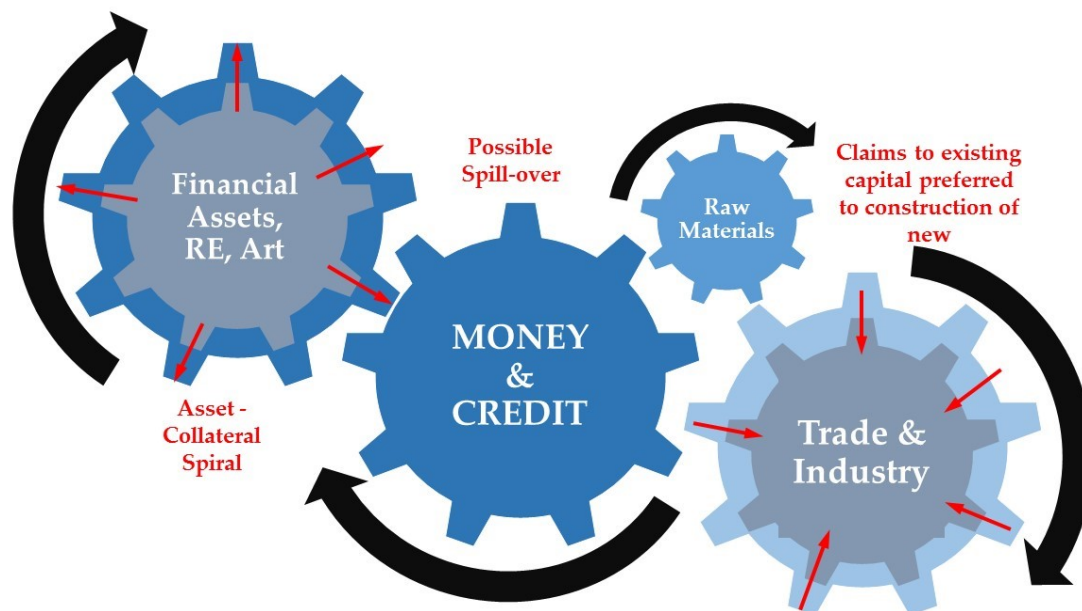 Financial
Assets,
RE, Art
Possible
Spill-over
Raw
Materials
Claims to existing
capital preferred
to construction of
new
MONEY
&
CREDIT
Asset -
Collateral
Spiral
Trade &
Industry